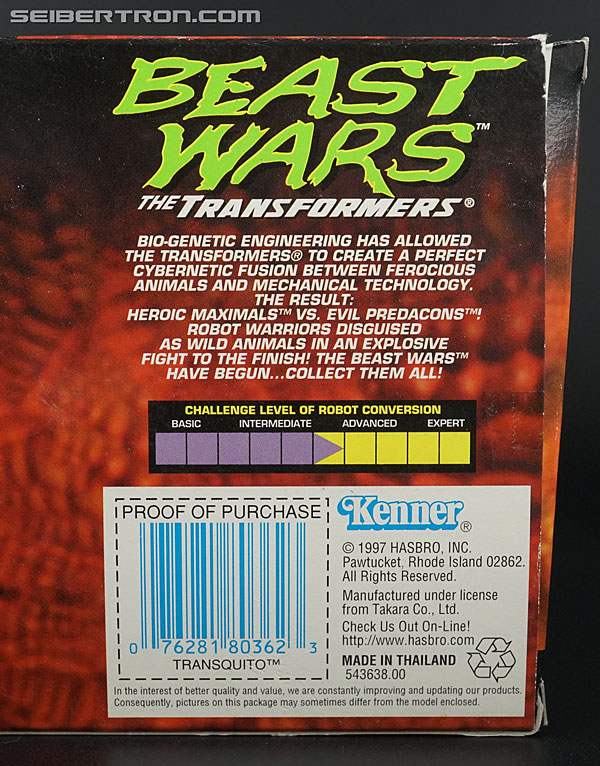 SEIBERTRON.COM
BEAST
WARS™
THE TRANSFORMERS®
BIO-GENETIC ENGINEERING HAS ALLOWED
THE TRANSFORMERS® TO CREATE A PERFECT
CYBERNETIC FUSION BETWEEN FEROCIOUS
ANIMALS AND MECHANICAL TECHNOLOGY.
THE RESULT:
HEROIC MAXIMALS™ VS. EVIL PREDACONS™!
ROBOT WARRIORS DISGUISED
AS WILD ANIMALS IN AN EXPLOSIVE
FIGHT TO THE FINISH! THE BEAST WARS™
HAVE BEGUN...COLLECT THEM ALL!
CHALLENGE LEVEL OF ROBOT CONVERSION
BASIC INTERMEDIATE ADVANCED EXPERT
PROOF OF PURCHASE
0 76281 80362 3
TRANSQUITO™
Kenner®
© 1997 HASBRO, INC.
Pawtucket, Rhode Island 02862.
All Rights Reserved.
Manufactured under license
from Takara Co., Ltd.
Check Us Out On-Line!
http://www.hasbro.com
MADE IN THAILAND
543638.00
In the interest of better quality and value, we are constantly improving and updating our products.
Consequently, pictures on this package may sometimes differ from the model enclosed.